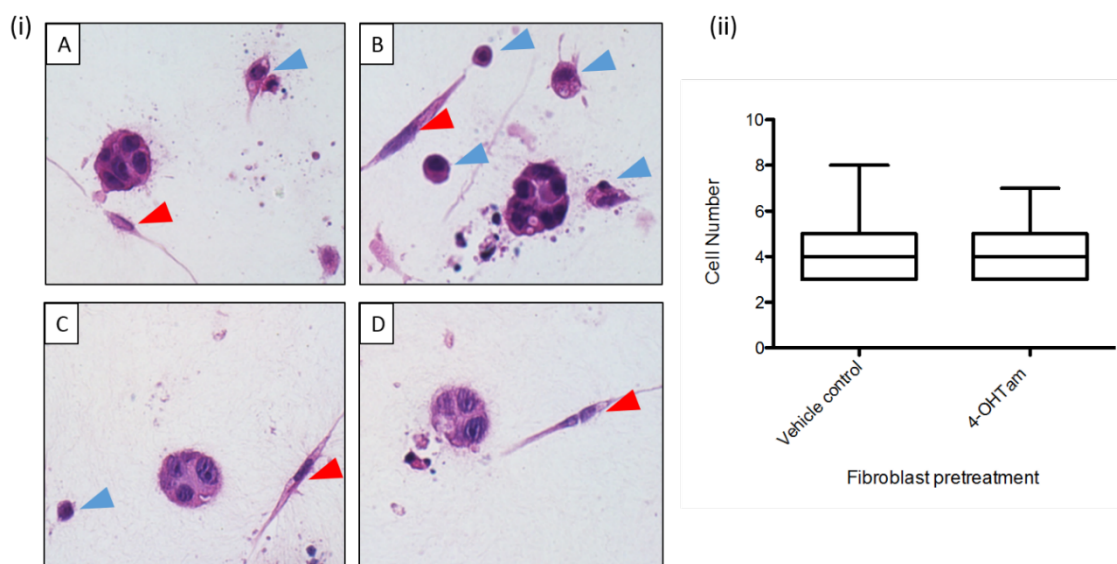 (i)
A
B
C
D
(ii)
Cell Number
10
8
6
4
2
0
Vehicle control
4-OHTam
Fibroblast pretreatment